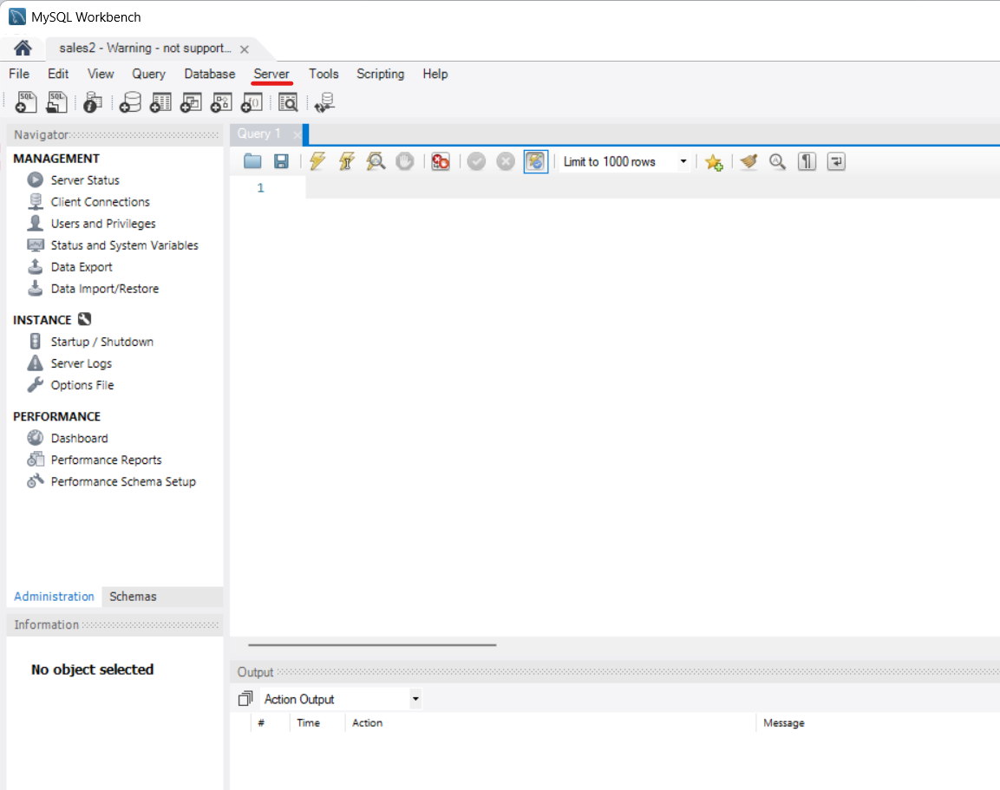 MySQL Workbench
sales2 - Warning - not support...
File Edit View Query Database Server Tools Scripting Help
SQL SQL
Navigator
MANAGEMENT
Server Status
Client Connections
Users and Privileges
Status and System Variables
Data Export
Data Import/Restore
INSTANCE
Startup / Shutdown
Server Logs
Options File
PERFORMANCE
Dashboard
Performance Reports
Performance Schema Setup
Administration Schemas
Information
No object selected
Query 1
Limit to 1000 rows
1
Output
Action Output
# Time Action Message